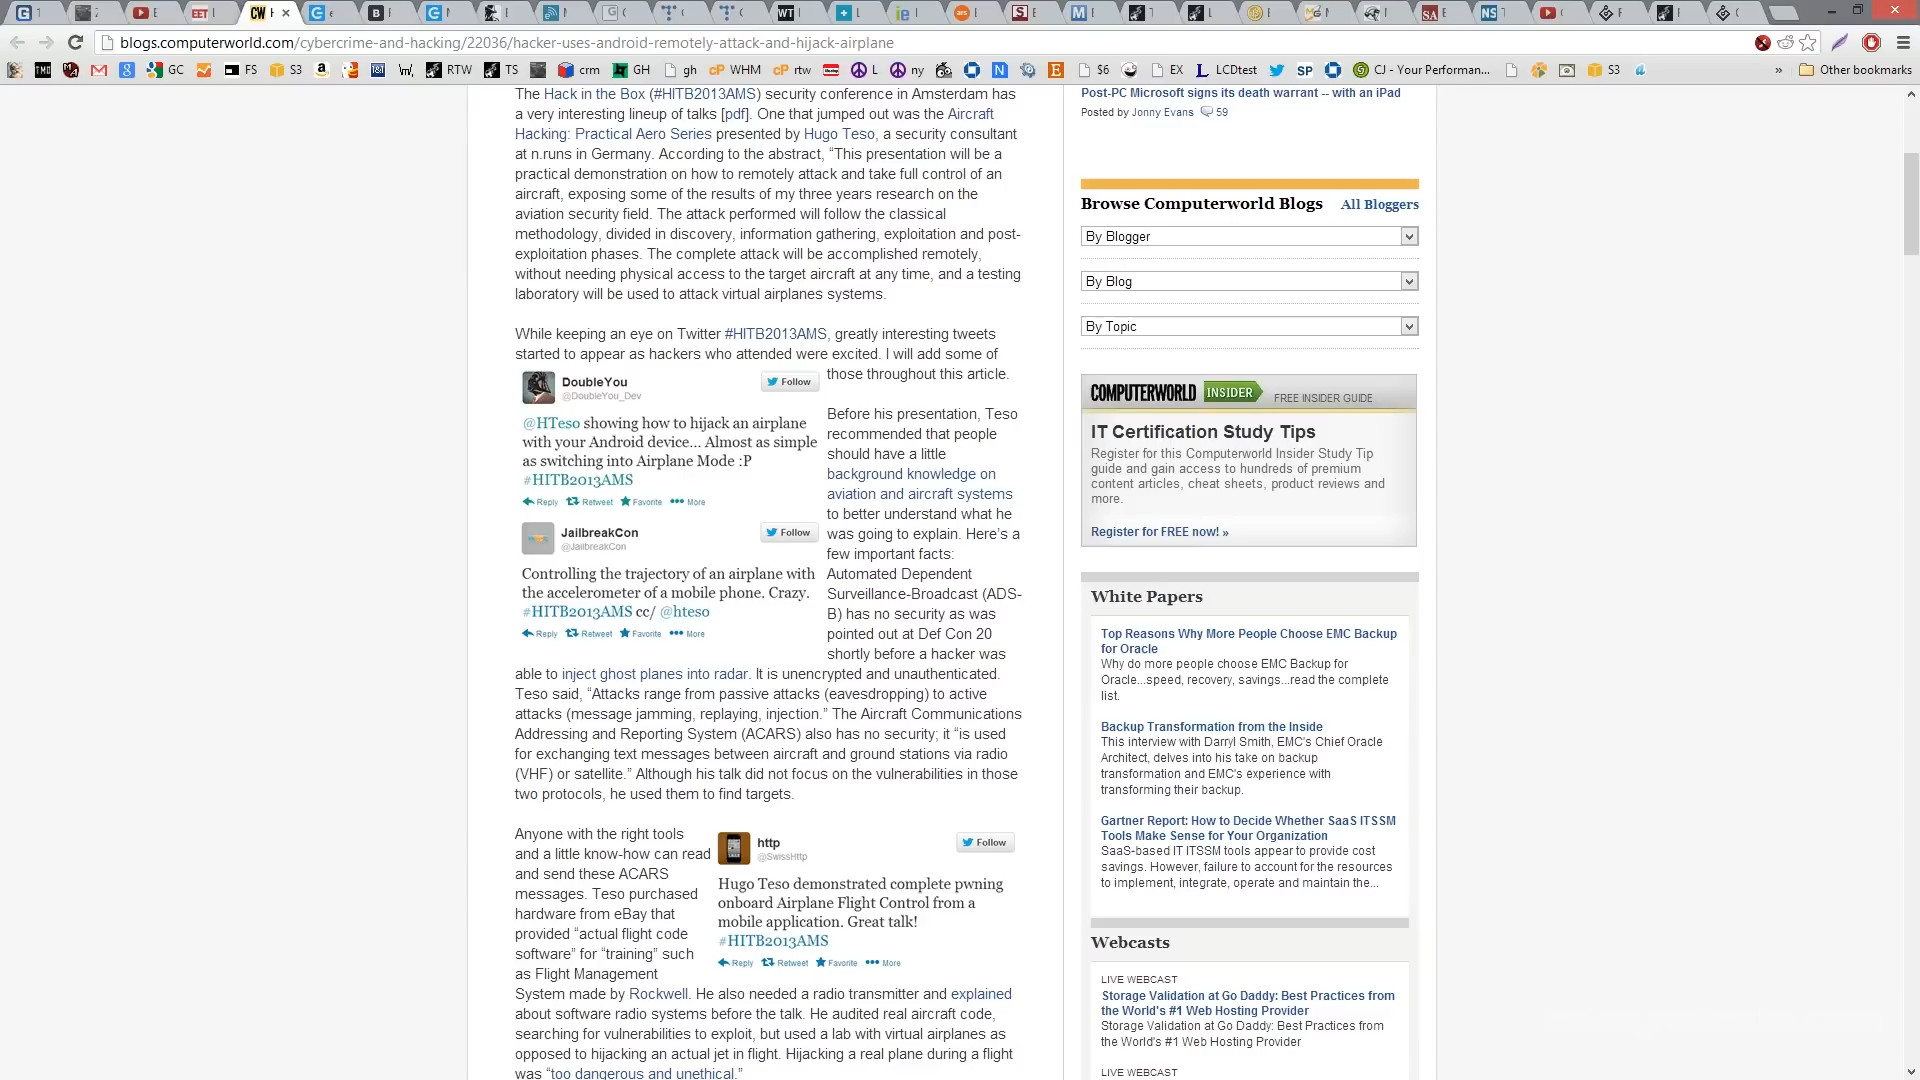 blogs.computerworld.com/cybercrime-and-hacking/22036/hacker-uses-android-remotely-attack-and-hijack-airplane
GC
FS
S3
RTW
TS
crm
GH
gh
WHM
rtw
L
ny
$6
EX
LCDtest
CJ - Your Performan...
S3
» Other bookmarks
The Hack in the Box (#HITB2013AMS) security conference in Amsterdam has
a very interesting lineup of talks [pdf]. One that jumped out was the Aircraft
Hacking: Practical Aero Series presented by Hugo Teso, a security consultant
at n.runs in Germany. According to the abstract, “This presentation will be a
practical demonstration on how to remotely attack and take full control of an
aircraft, exposing some of the results of my three years research on the
aviation security field. The attack performed will follow the classical
methodology, divided in discovery, information gathering, exploitation and post-
exploitation phases. The complete attack will be accomplished remotely,
without needing physical access to the target aircraft at any time, and a testing
laboratory will be used to attack virtual airplanes systems.
While keeping an eye on Twitter #HITB2013AMS, greatly interesting tweets
started to appear as hackers who attended were excited. I will add some of
those throughout this article.
DoubleYou
@DoubleYou_Dev
Follow
@HTeso showing how to hijack an airplane
with your Android device... Almost as simple
as switching into Airplane Mode :P
#HITB2013AMS
Reply Retweet Favorite More
JailbreakCon
@JailbreakCon
Follow
Controlling the trajectory of an airplane with
the accelerometer of a mobile phone. Crazy.
#HITB2013AMS cc/ @hteso
Reply Retweet Favorite More
Before his presentation, Teso
recommended that people
should have a little
background knowledge on
aviation and aircraft systems
to better understand what he
was going to explain. Here’s a
few important facts:
Automated Dependent
Surveillance-Broadcast (ADS-
B) has no security as was
pointed out at Def Con 20
shortly before a hacker was
able to inject ghost planes into radar. It is unencrypted and unauthenticated.
Teso said, “Attacks range from passive attacks (eavesdropping) to active
attacks (message jamming, replaying, injection.” The Aircraft Communications
Addressing and Reporting System (ACARS) also has no security; it “is used
for exchanging text messages between aircraft and ground stations via radio
(VHF) or satellite.” Although his talk did not focus on the vulnerabilities in those
two protocols, he used them to find targets.
Anyone with the right tools
and a little know-how can read
and send these ACARS
messages. Teso purchased
hardware from eBay that
provided “actual flight code
software” for “training” such
as Flight Management
System made by Rockwell. He also needed a radio transmitter and explained
about software radio systems before the talk. He audited real aircraft code,
searching for vulnerabilities to exploit, but used a lab with virtual airplanes as
opposed to hijacking an actual jet in flight. Hijacking a real plane during a flight
was “too dangerous and unethical.”
http
@SwissHttp
Follow
Hugo Teso demonstrated complete pwning
onboard Airplane Flight Control from a
mobile application. Great talk!
#HITB2013AMS
Reply Retweet Favorite More
Post-PC Microsoft signs its death warrant -- with an iPad
Posted by Jonny Evans 59
Browse Computerworld Blogs All Bloggers
By Blogger
By Blog
By Topic
COMPUTERWORLD INSIDER FREE INSIDER GUIDE
IT Certification Study Tips
Register for this Computerworld Insider Study Tip
guide and gain access to hundreds of premium
content articles, cheat sheets, product reviews and
more.
Register for FREE now! »
White Papers
Top Reasons Why More People Choose EMC Backup
for Oracle
Why do more people choose EMC Backup for
Oracle...speed, recovery, savings...read the complete
list.
Backup Transformation from the Inside
This interview with Darryl Smith, EMC's Chief Oracle
Architect, delves into his take on backup
transformation and EMC's experience with
transforming their backup.
Gartner Report: How to Decide Whether SaaS ITSSM
Tools Make Sense for Your Organization
SaaS-based IT ITSSM tools appear to provide cost
savings. However, failure to account for the resources
to implement, integrate, operate and maintain the...
Webcasts
LIVE WEBCAST
Storage Validation at Go Daddy: Best Practices from
the World's #1 Web Hosting Provider
Storage Validation at Go Daddy: Best Practices from
the World's #1 Web Hosting Provider
LIVE WEBCAST